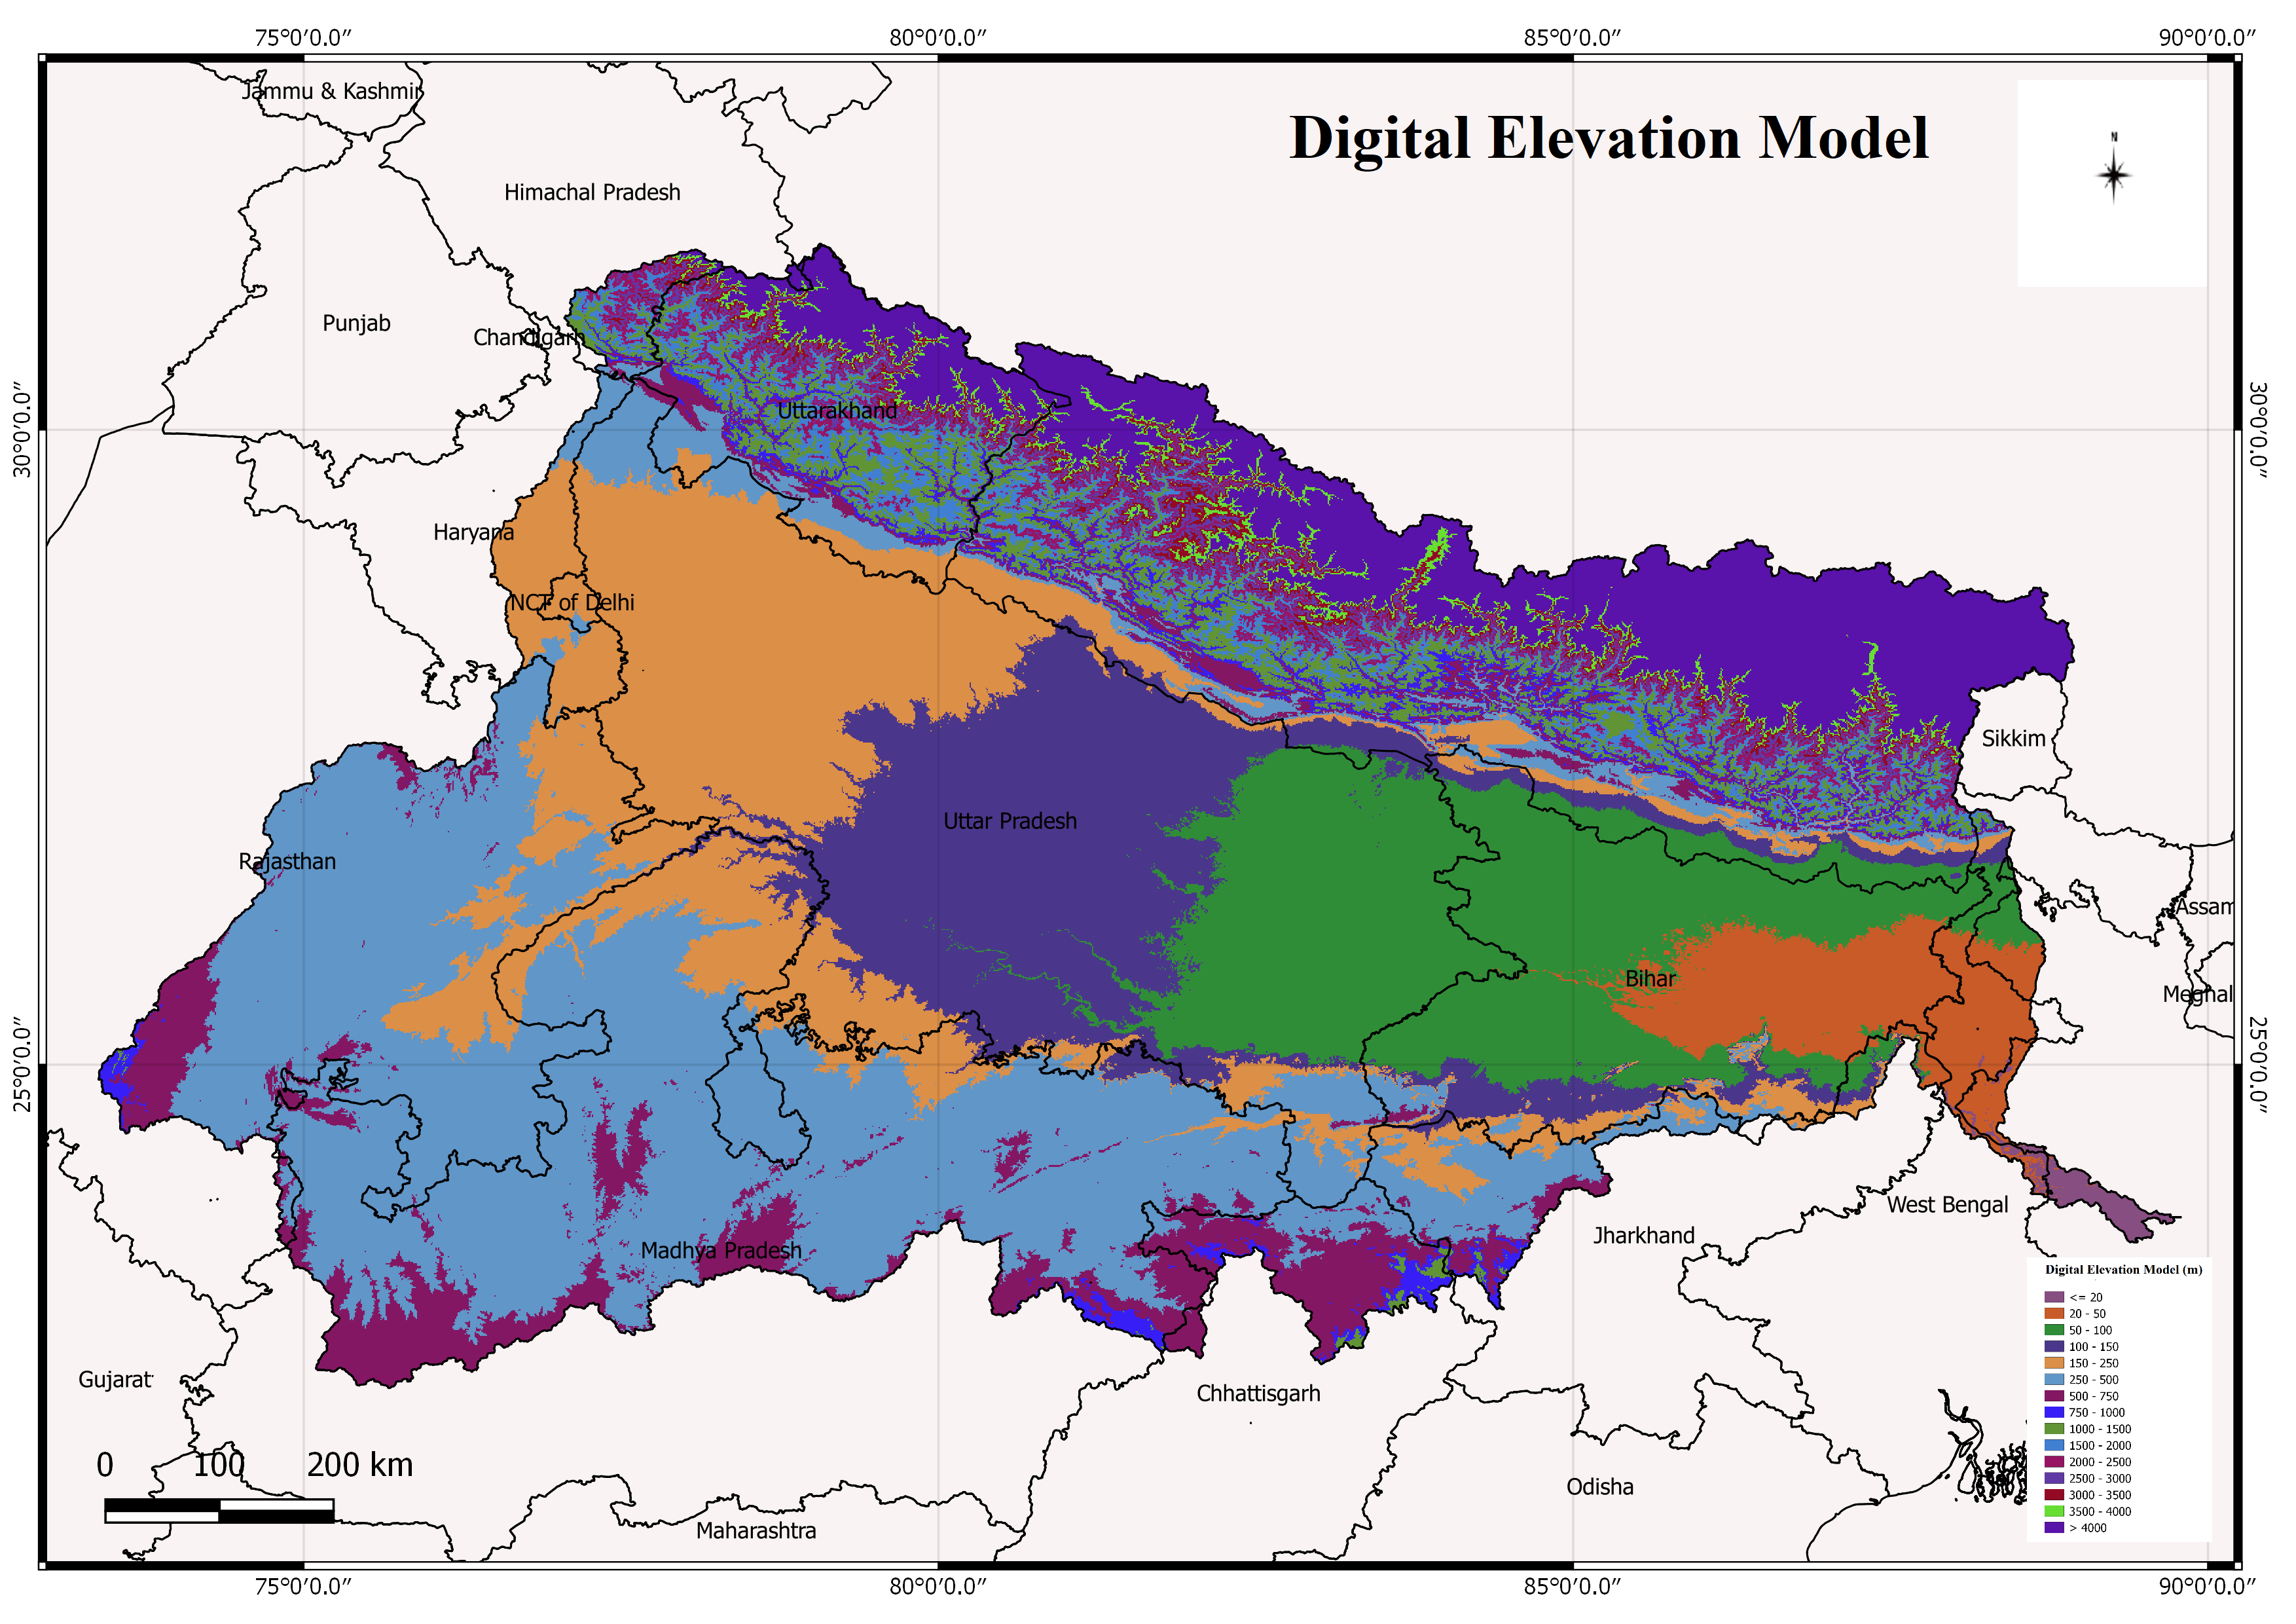 75°0′0.0″ 80°0′0.0″ 85°0′0.0″ 90°0′0.0″
Jammu & Kashmir
Digital Elevation Model
N
Himachal Pradesh
Punjab
Chandigarh
30°0′0.0″
30°0′0.0″
Uttarakhand
Haryana
NCT of Delhi
Sikkim
Uttar Pradesh
Rajasthan
Assam
Bihar
Meghal
25°0′0.0″
25°0′0.0″
West Bengal
Jharkhand
Madhya Pradesh
Digital Elevation Model (m)
<= 20
20 - 50
50 - 100
100 - 150
150 - 250
250 - 500
500 - 750
750 - 1000
1000 - 1500
1500 - 2000
2000 - 2500
2500 - 3000
3000 - 3500
3500 - 4000
> 4000
Gujarat
Chhattisgarh
0 100 200 km
Odisha
Maharashtra
75°0′0.0″ 80°0′0.0″ 85°0′0.0″ 90°0′0.0″